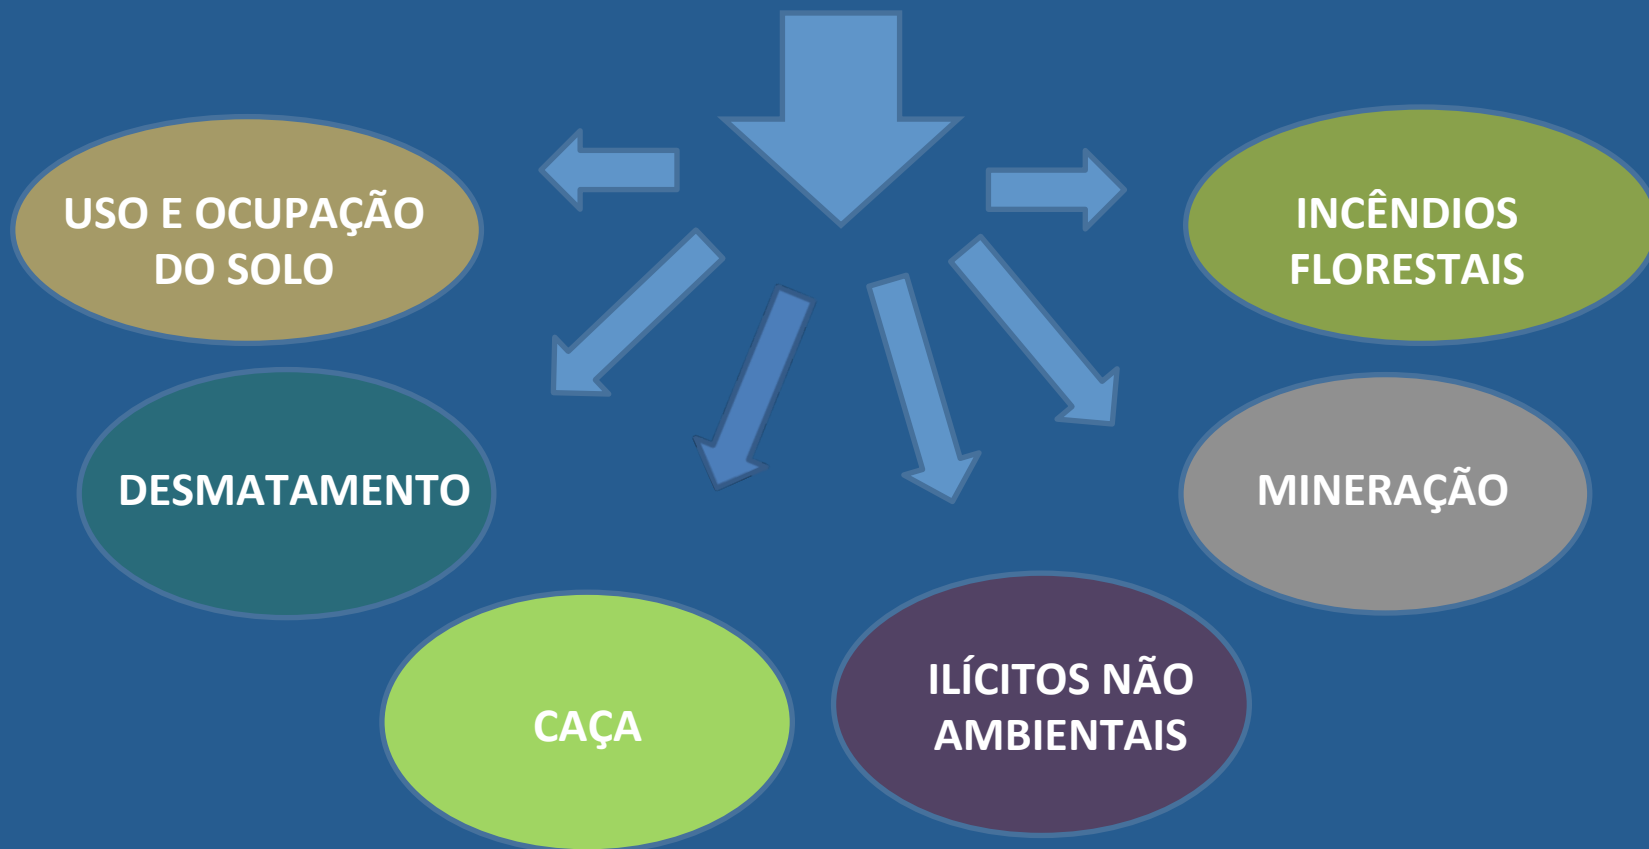 USO E OCUPAÇÃO
DO SOLO
INCÊNDIOS
FLORESTAIS
DESMATAMENTO
MINERAÇÃO
CAÇA
ILÍCITOS NÃO
AMBIENTAIS